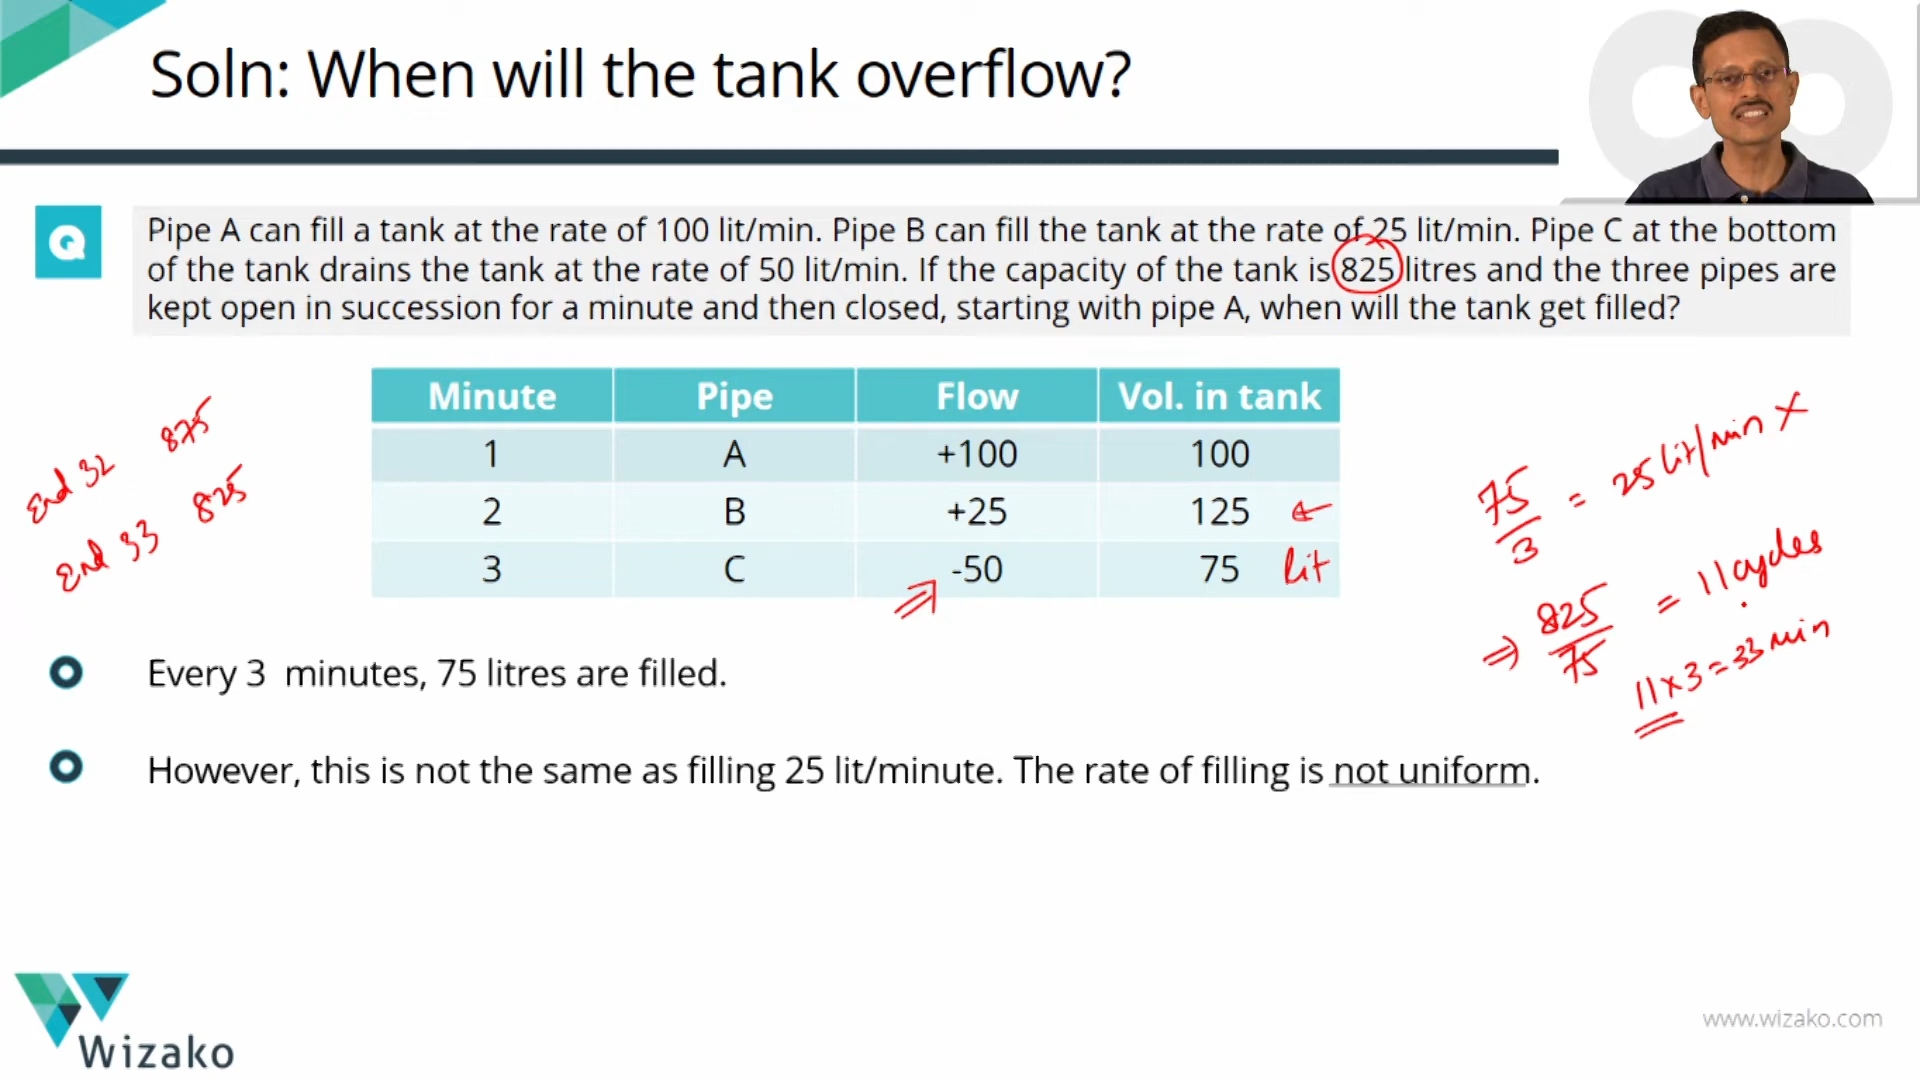 Soln: When will the tank overflow?
Q
Pipe A can fill a tank at the rate of 100 lit/min. Pipe B can fill the tank at the rate of 25 lit/min. Pipe C at the bottom
of the tank drains the tank at the rate of 50 lit/min. If the capacity of the tank is 825 litres and the three pipes are
kept open in succession for a minute and then closed, starting with pipe A, when will the tank get filled?
End 32 875
End 33 825
Minute Pipe Flow Vol. in tank
1 A +100 100
2 B +25 125 ←
3 C ⇒ -50 75 lit
75/3 = 25 lit/min X
⇒ 825/75 = 11 cycles
11 x 3 = 33 min
Every 3 minutes, 75 litres are filled.
However, this is not the same as filling 25 lit/minute. The rate of filling is not uniform.
Wizako
www.wizako.com